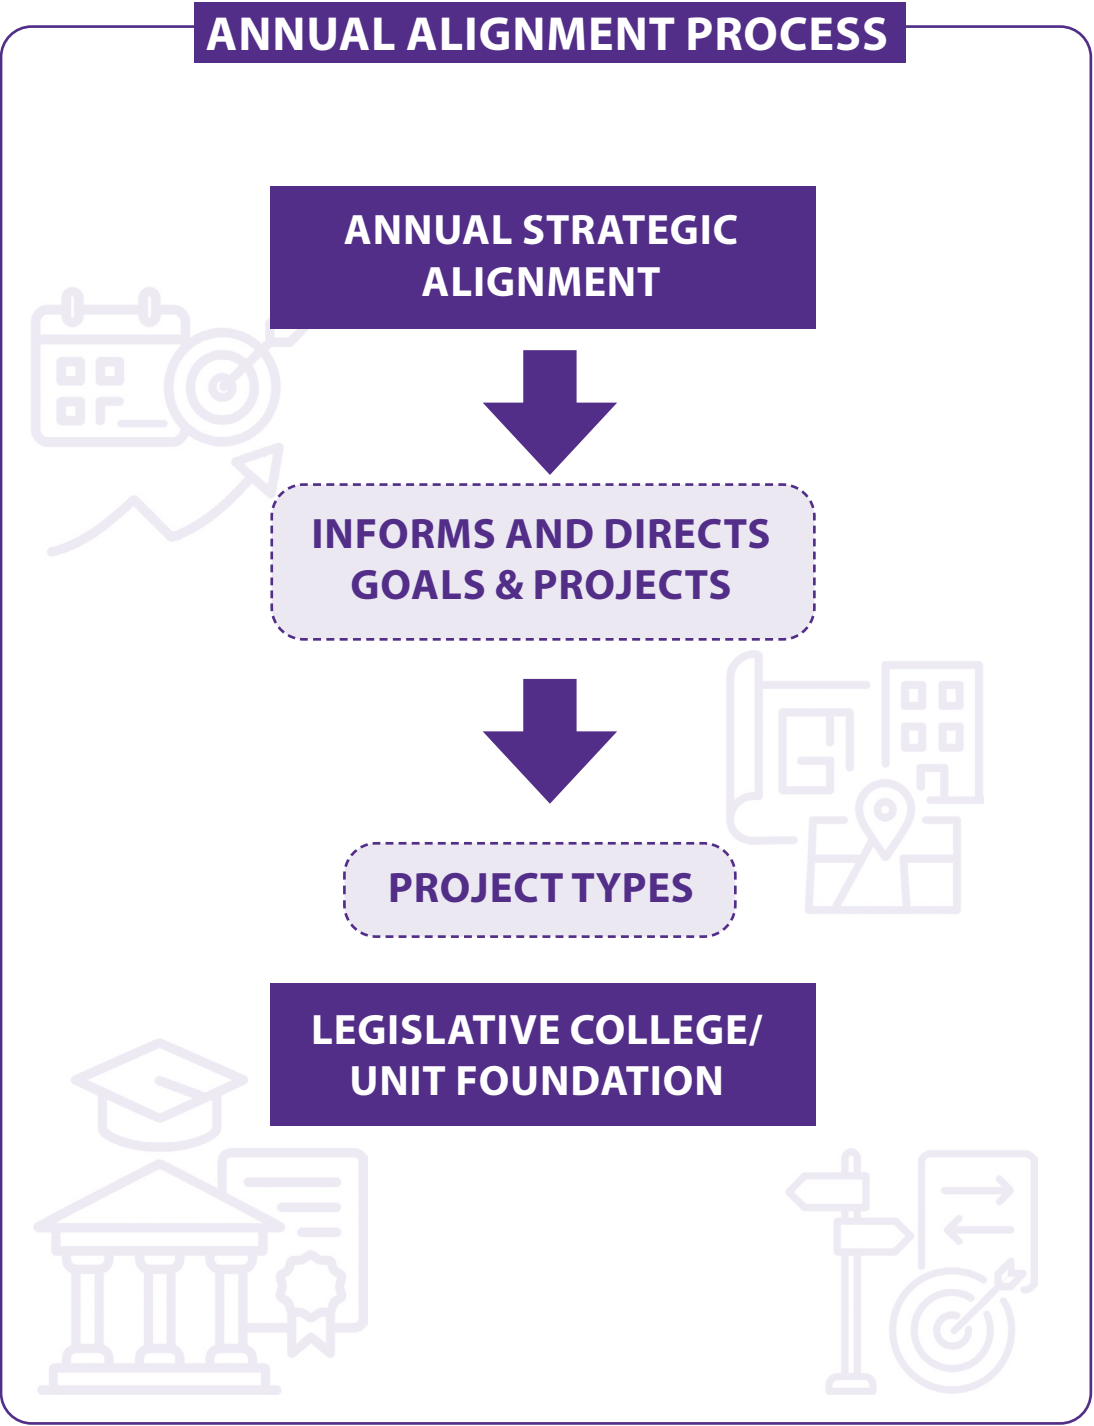 ANNUAL ALIGNMENT PROCESS
ANNUAL STRATEGIC
ALIGNMENT
INFORMS AND DIRECTS
GOALS & PROJECTS
PROJECT TYPES
LEGISLATIVE COLLEGE/
UNIT FOUNDATION